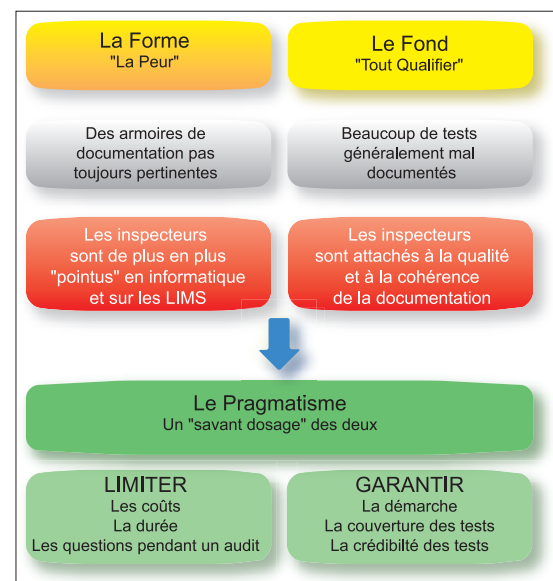 La Forme
"La Peur"
Le Fond
"Tout Qualifier"
Des armoires de
documentation pas
toujours pertinentes
Beaucoup de tests
généralement mal
documentés
Les inspecteurs
sont de plus en plus
"pointus" en informatique
et sur les LIMS
Les inspecteurs
sont attachés à la qualité
et à la cohérence
de la documentation
Le Pragmatisme
Un "savant dosage" des deux
LIMITER
Les coûts
La durée
Les questions pendant un audit
GARANTIR
La démarche
La couverture des tests
La crédibilté des tests